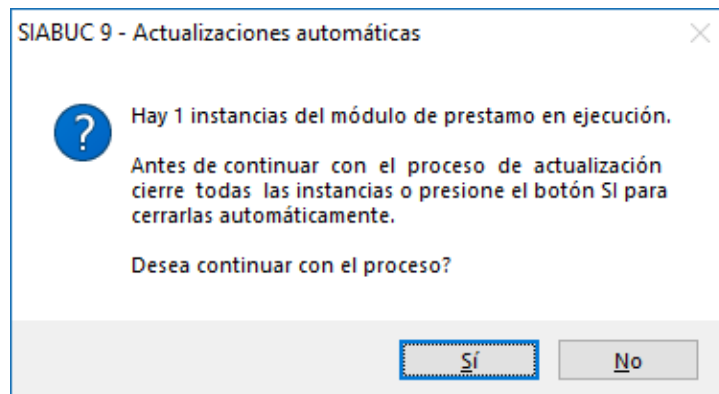 SIABUC 9 - Actualizaciones automáticas
Hay 1 instancias del módulo de prestamo en ejecución.
Antes de continuar con el proceso de actualización
cierre todas las instancias o presione el botón SI para
cerrarlas automáticamente.
Desea continuar con el proceso?
Sí
No